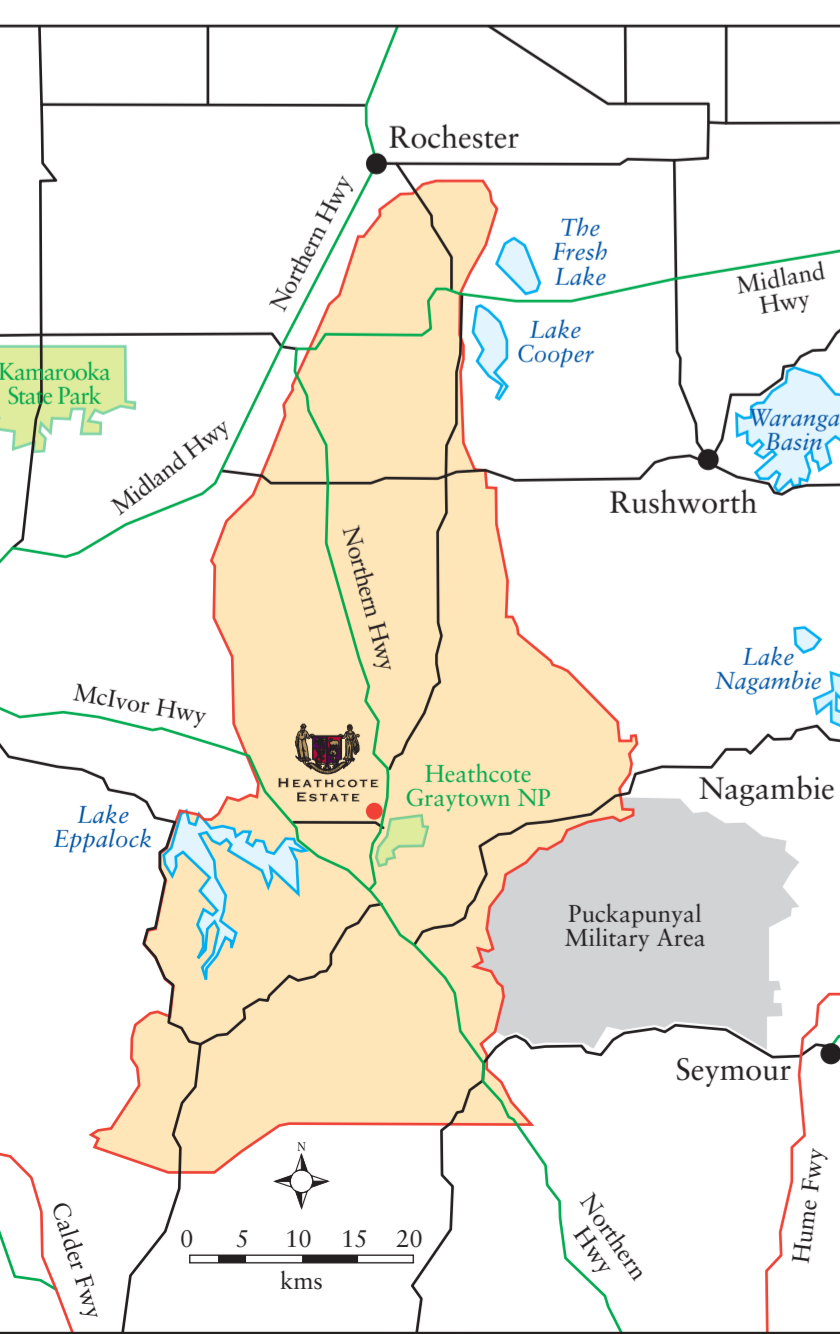 Rochester
Northern Hwy
The
Fresh
Lake
Midland
Hwy
Lake
Cooper
Kamarooka
State Park
Waranga
Basin
Midland Hwy
Rushworth
Northern Hwy
Lake
Nagambie
McIvor Hwy
HEATHCOTE
ESTATE
Heathcote
Graytown NP
Nagambie
Lake
Eppalock
Puckapunyal
Military Area
Seymour
N
0 5 10 15 20
kms
Calder Fwy
Northern
Hwy
Hume Fwy